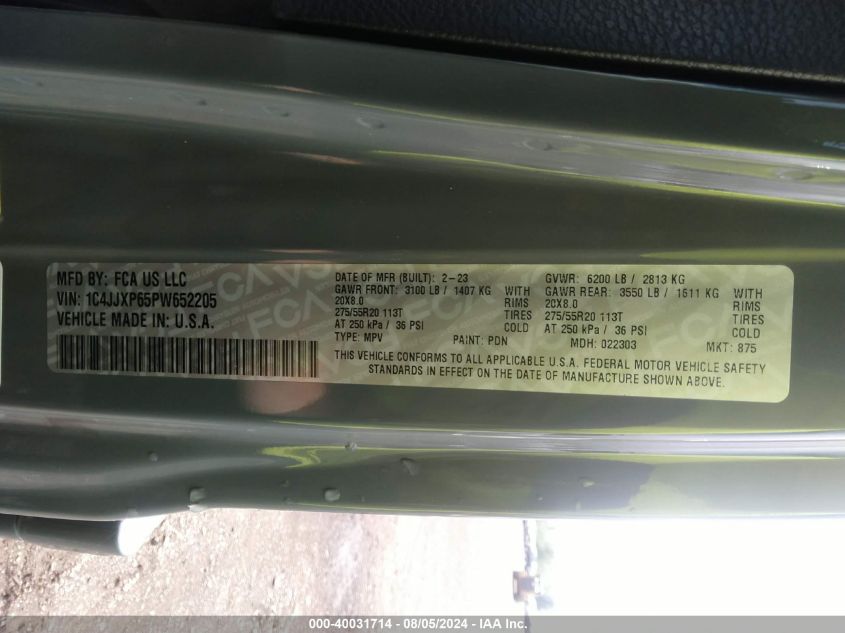 MFD BY: FCA US LLC
VIN: 1C4JJXP65PW652205
VEHICLE MADE IN: U.S.A.
DATE OF MFR (BUILT): 2-23
GAWR FRONT: 3100 LB / 1407 KG WITH
20X8.0 RIMS
275/55R20 113T TIRES
AT 250 kPa / 36 PSI COLD
TYPE: MPV PAINT: PDN
GVWR: 6200 LB / 2813 KG
GAWR REAR: 3550 LB / 1611 KG WITH
20X8.0 RIMS
275/55R20 113T TIRES
AT 250 kPa / 36 PSI COLD
MDH: 022303 MKT: 875
THIS VEHICLE CONFORMS TO ALL APPLICABLE U.S.A. FEDERAL MOTOR VEHICLE SAFETY
STANDARDS IN EFFECT ON THE DATE OF MANUFACTURE SHOWN ABOVE.
000-40031714 - 08/05/2024 - IAA Inc.